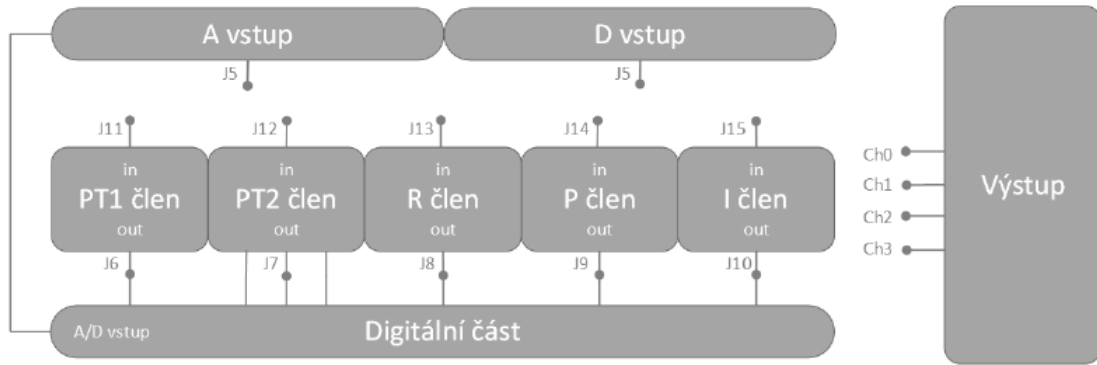 A vstup
D vstup
J5
J5
J11
J12
J13
J14
J15
in
in
in
in
in
PT1 člen
PT2 člen
R člen
P člen
I člen
out
out
out
out
out
J6
J7
J8
J9
J10
A/D vstup
Digitální část
Ch0
Ch1
Ch2
Ch3
Výstup